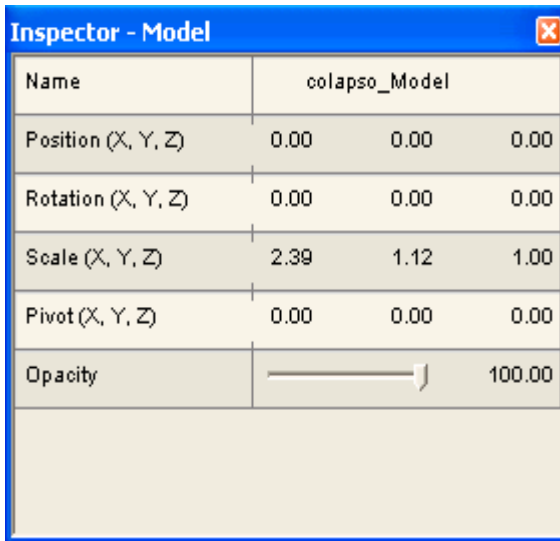 Inspector - Model
Name colapso_Model
Position (X, Y, Z) 0.00 0.00 0.00
Rotation (X, Y, Z) 0.00 0.00 0.00
Scale (X, Y, Z) 2.39 1.12 1.00
Pivot (X, Y, Z) 0.00 0.00 0.00
Opacity 100.00